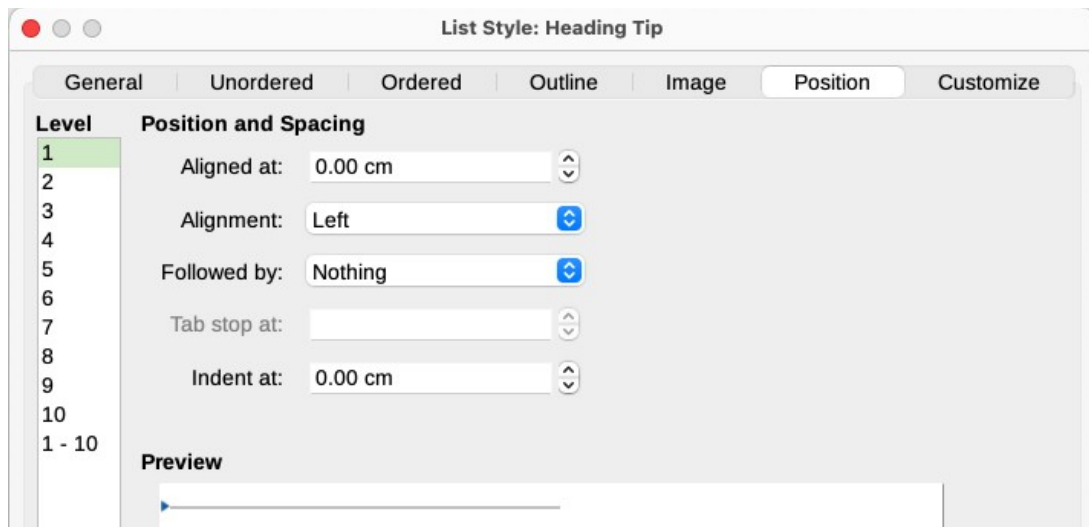 List Style: Heading Tip
General Unordered Ordered Outline Image Position Customize
Level Position and Spacing
1
Aligned at: 0.00 cm
2
3
Alignment: Left
4
5
Followed by: Nothing
6
7
Tab stop at:
8
9
Indent at: 0.00 cm
10
1 - 10
Preview